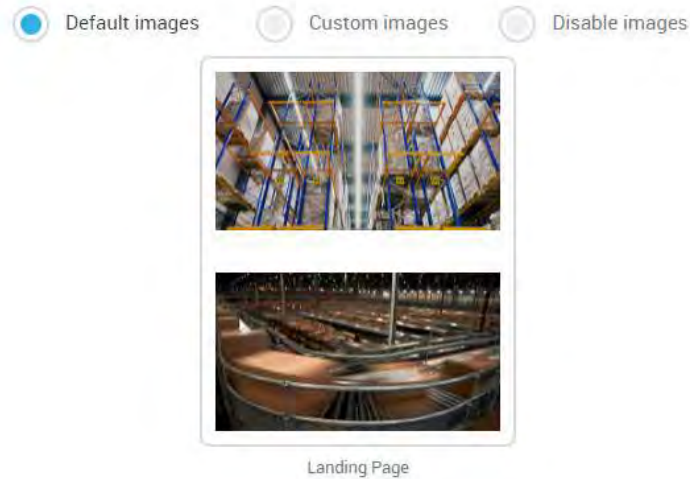 Default images
Custom images
Disable images
Landing Page